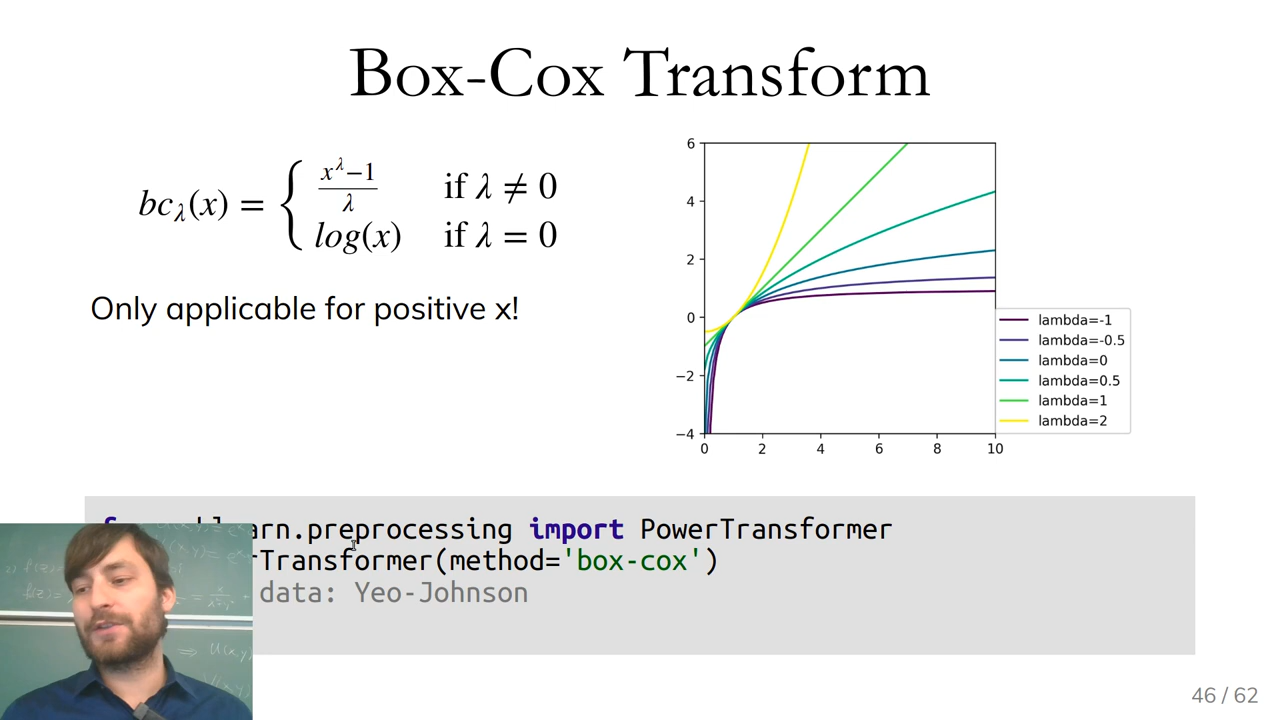 Box-Cox Transform
bc_λ(x) = { (x^λ−1)/λ if λ ≠ 0
log(x) if λ = 0
Only applicable for positive x!
6
4
2
0
−2
−4
0 2 4 6 8 10
lambda=-1
lambda=-0.5
lambda=0
lambda=0.5
lambda=1
lambda=2
arn.preprocessing import PowerTransformer
rTransformer(method='box-cox')
data: Yeo-Johnson
46 / 62